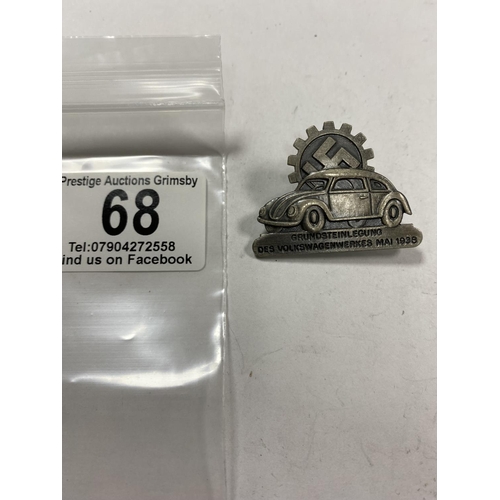 Prestige Auctions Grimsby
68
Tel:07904272558
ind us on Facebook
GRUNDSTEINLEGUNG
DES VOLKSWAGENWERKES MAI 1938